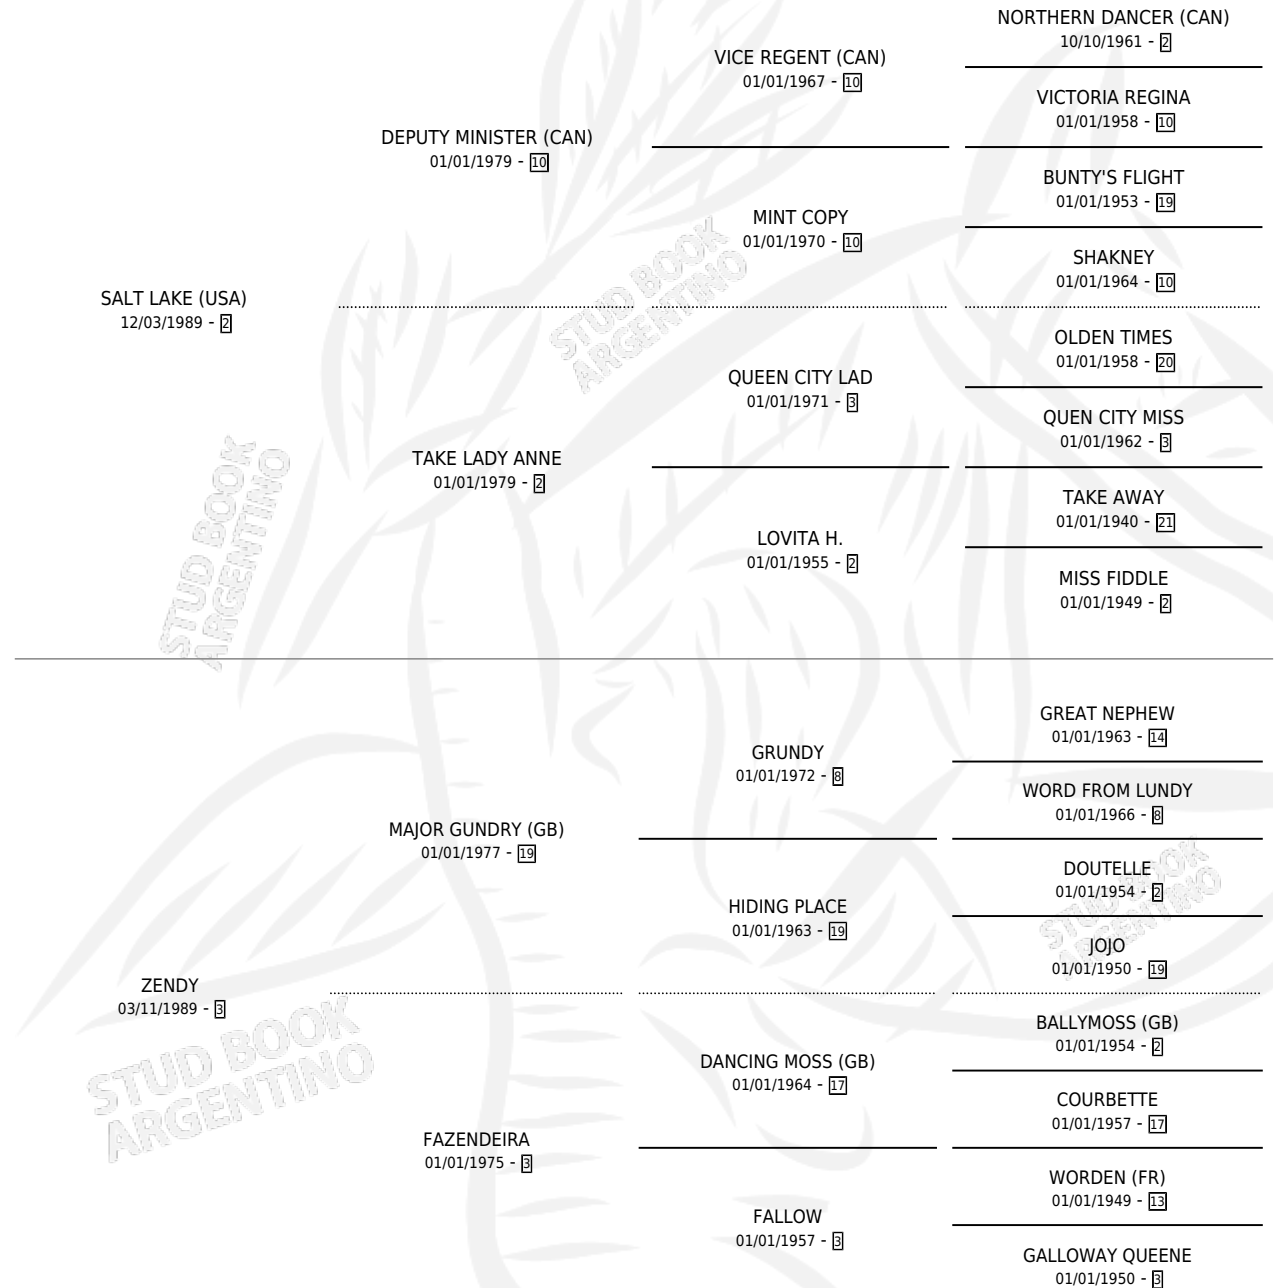 NORTHERN DANCER (CAN)
10/10/1961 - 2
VICE REGENT (CAN)
01/01/1967 - 10
VICTORIA REGINA
01/01/1958 - 10
DEPUTY MINISTER (CAN)
01/01/1979 - 10
BUNTY'S FLIGHT
01/01/1953 - 19
MINT COPY
01/01/1970 - 10
SHAKNEY
01/01/1964 - 10
SALT LAKE (USA)
12/03/1989 - 2
OLDEN TIMES
01/01/1958 - 20
QUEEN CITY LAD
01/01/1971 - 3
QUEN CITY MISS
01/01/1962 - 3
TAKE LADY ANNE
01/01/1979 - 2
TAKE AWAY
01/01/1940 - 21
LOVITA H.
01/01/1955 - 2
MISS FIDDLE
01/01/1949 - 2
GREAT NEPHEW
01/01/1963 - 14
GRUNDY
01/01/1972 - 8
WORD FROM LUNDY
01/01/1966 - 8
MAJOR GUNDRY (GB)
01/01/1977 - 19
DOUTELLE
01/01/1954 - 2
HIDING PLACE
01/01/1963 - 19
JOJO
01/01/1950 - 19
ZENDY
03/11/1989 - 3
BALLYMOSS (GB)
01/01/1954 - 2
DANCING MOSS (GB)
01/01/1964 - 17
COURBETTE
01/01/1957 - 17
FAZENDEIRA
01/01/1975 - 3
WORDEN (FR)
01/01/1949 - 13
FALLOW
01/01/1957 - 3
GALLOWAY QUEENE
01/01/1950 - 3
STUD BOOK
ARGENTINO
STUD BOOK
ARGENTINO
STUD BOOK
ARGENTINO
STUD BOOK
ARGENTINO